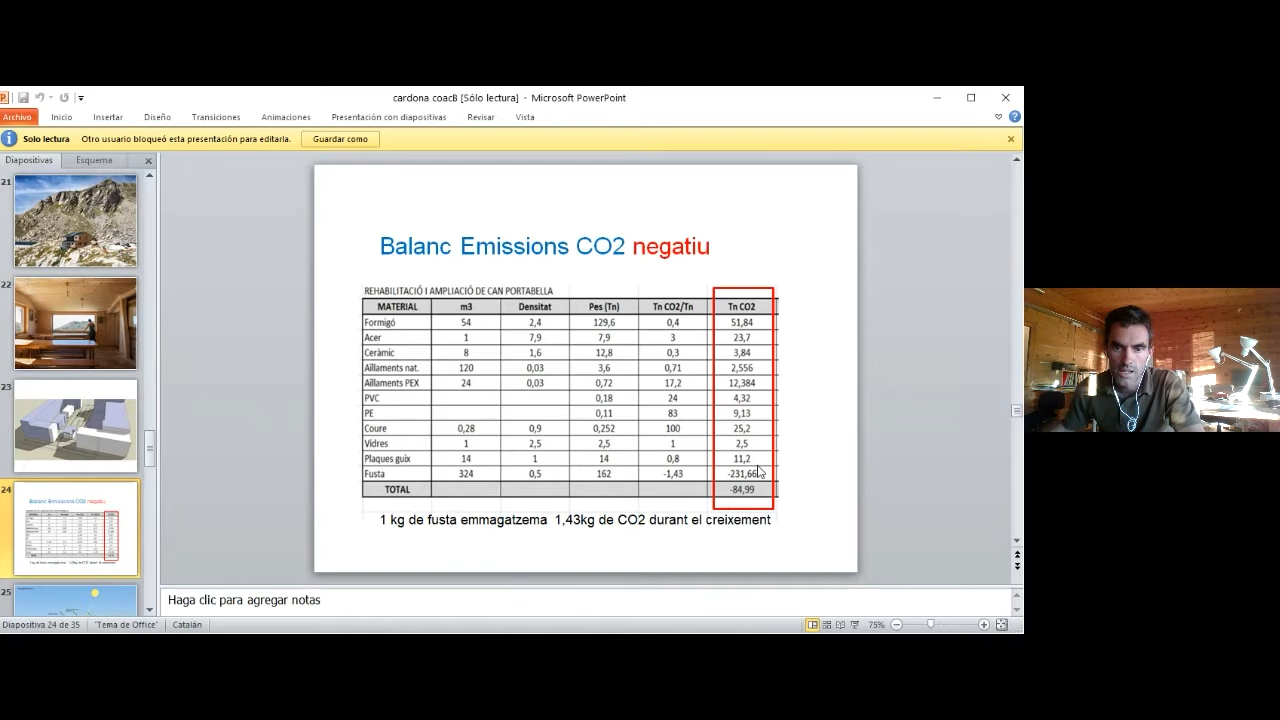 cardona coacB [Sólo lectura] - Microsoft PowerPoint
Archivo Inicio Insertar Diseño Transiciones Animaciones Presentación con diapositivas Revisar Vista
Solo lectura Otro usuario bloqueó esta presentación para editarla. Guardar como
Diapositivas Esquema
21
22
23
24
25
Balanc Emissions CO2 negatiu
REHABILITACIÓ I AMPLIACIÓ DE CAN PORTABELLA
MATERIAL m3 Densitat Pes (Tn) Tn CO2/Tn Tn CO2
Formigó 54 2,4 129,6 0,4 51,84
Acer 1 7,9 7,9 3 23,7
Ceràmic 8 1,6 12,8 0,3 3,84
Aïllaments nat. 120 0,03 3,6 0,71 2,556
Aïllaments PEX 24 0,03 0,72 17,2 12,384
PVC 0,18 24 4,32
PE 0,11 83 9,13
Coure 0,28 0,9 0,252 100 25,2
Vidres 1 2,5 2,5 1 2,5
Plaques guix 14 1 14 0,8 11,2
Fusta 324 0,5 162 -1,43 -231,66
TOTAL -84,99
1 kg de fusta emmagatzema 1,43kg de CO2 durant el creixement
Haga clic para agregar notas
Diapositiva 24 de 35 "Tema de Office" Catalán 75%